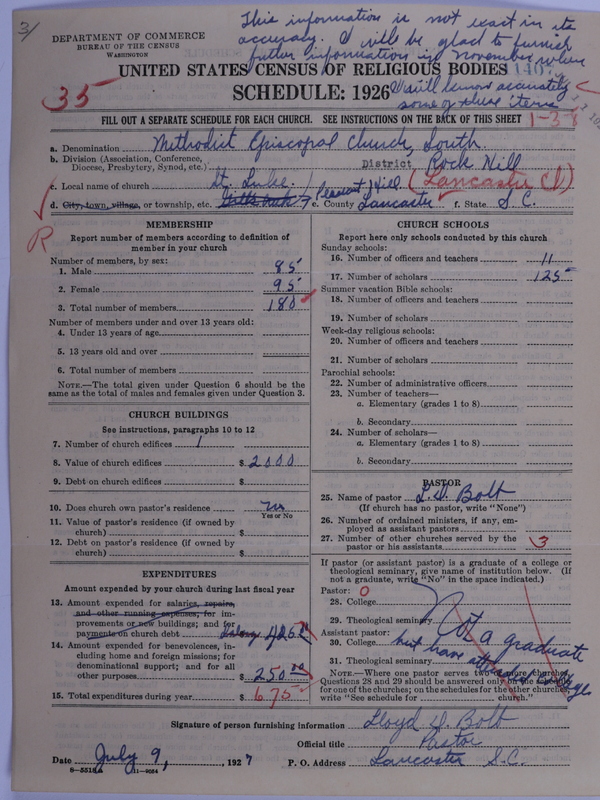 3/
This information is not exact in its
accuracy. I will be glad to furnish
futher information in November when
I will know accurately
some of these items
DEPARTMENT OF COMMERCE
BUREAU OF THE CENSUS
WASHINGTON
UNITED STATES CENSUS OF RELIGIOUS BODIES
SCHEDULE: 1926
35
FILL OUT A SEPARATE SCHEDULE FOR EACH CHURCH. SEE INSTRUCTIONS ON THE BACK OF THIS SHEET
1-38
a. Denomination Methodist Episcopal Church, South.
b. Division (Association, Conference, Diocese, Presbytery, Synod, etc.) District Rock Hill
c. Local name of church St. Luke. (Lancaster Ct)
d. City, town, village, or township, etc. Pleasant Hill e. County Lancaster f. State S.C.
R
MEMBERSHIP
Report number of members according to definition of
member in your church
Number of members, by sex:
1. Male 85
2. Female 95
3. Total number of members 180
Number of members under and over 13 years old:
4. Under 13 years of age
5. 13 years old and over
6. Total number of members
NOTE.—The total given under Question 6 should be the
same as the total of males and females given under Question 3.
CHURCH BUILDINGS
See instructions, paragraphs 10 to 12
7. Number of church edifices 1
8. Value of church edifices $ 2000
9. Debt on church edifices $
10. Does church own pastor's residence no
Yes or No
11. Value of pastor's residence (if owned by
church) $
12. Debt on pastor's residence (if owned by
church) $
EXPENDITURES
Amount expended by your church during last fiscal year
13. Amount expended for salaries, repairs,
and other running expenses; for im-
provements or new buildings; and for
payments on church debt Salary
14. Amount expended for benevolences, in-
cluding home and foreign missions; for
denominational support; and for all
other purposes $ 250.00
15. Total expenditures during year $ 675
CHURCH SCHOOLS
Report here only schools conducted by this church
Sunday schools:
16. Number of officers and teachers 11
17. Number of scholars 125
Summer vacation Bible schools:
18. Number of officers and teachers
19. Number of scholars
Week-day religious schools:
20. Number of officers and teachers
21. Number of scholars
Parochial schools:
22. Number of administrative officers
23. Number of teachers—
a. Elementary (grades 1 to 8)
b. Secondary
24. Number of scholars—
a. Elementary (grades 1 to 8)
b. Secondary
PASTOR
25. Name of pastor L.D. Bolt
(If church has no pastor, write "None")
26. Number of ordained ministers, if any, em-
ployed as assistant pastors
27. Number of other churches served by the
pastor or his assistants 3
If pastor (or assistant pastor) is a graduate of a college or
theological seminary, give name of institution below. (If
not a graduate, write "No" in the space indicated.)
Pastor: 0
28. College
29. Theological seminary Not a graduate
Assistant pastor:
30. College but have attended college
31. Theological seminary
NOTE.—Where one pastor serves two or more churches,
Questions 28 and 29 should be answered only on the schedule
for one of the churches; on the schedules for the other churches,
write "See schedule for church."
Signature of person furnishing information Lloyd D. Bolt
Official title Pastor
Date July 9, 1927 P. O. Address Lancaster S.C.
8-5518a 11-9054